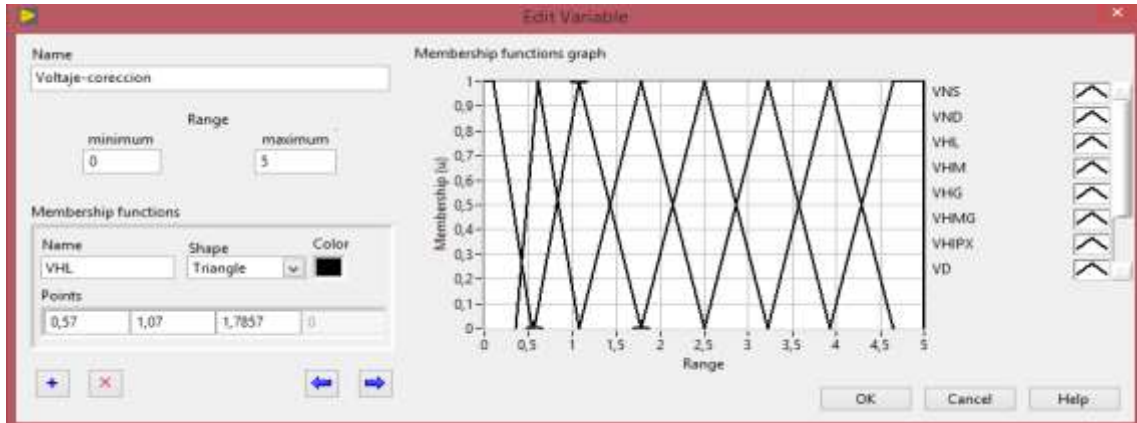 Edit Variable
Name
Voltaje-coreccion
Range
minimum
maximum
0
5
Membership functions
Name
Shape
Color
VHL
Triangle
Points
0,57
1,07
1,7857
0
Membership functions graph
Membership (u)
1
0,9
0,8
0,7
0,6
0,5
0,4
0,3
0,2
0,1
0
0
0,5
1
1,5
2
2,5
3
3,5
4
4,5
5
Range
VNS
VND
VHL
VHM
VHG
VHMG
VHIPX
VD
OK
Cancel
Help